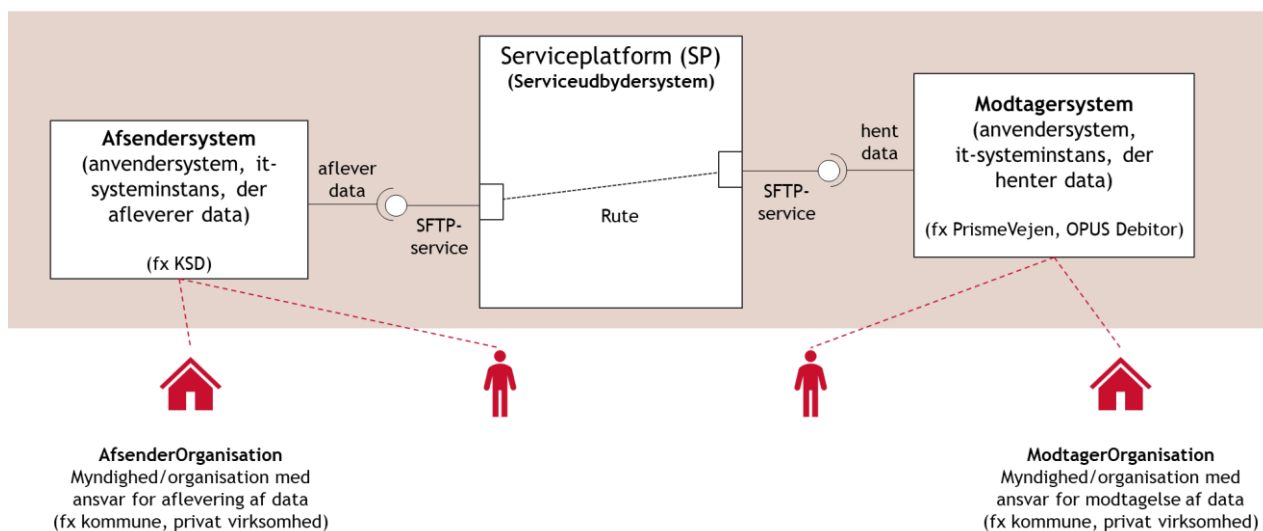 Serviceplatform (SP)
(Serviceudbydersystem)
Afsendersystem
(anvendersystem, it-
systeminstans, der
afleverer data)
(fx KSD)
aflever
data
SFTP-
service
Rute
SFTP-
service
hent
data
Modtagersystem
(anvendersystem,
it-systeminstans, der
henter data)
(fx PrismeVejen, OPUS Debitor)
AfsenderOrganisation
Myndighed/organisation med
ansvar for aflevering af data
(fx kommune, privat virksomhed)
ModtagerOrganisation
Myndighed/organisation med
ansvar for modtagelse af data
(fx kommune, privat virksomhed)